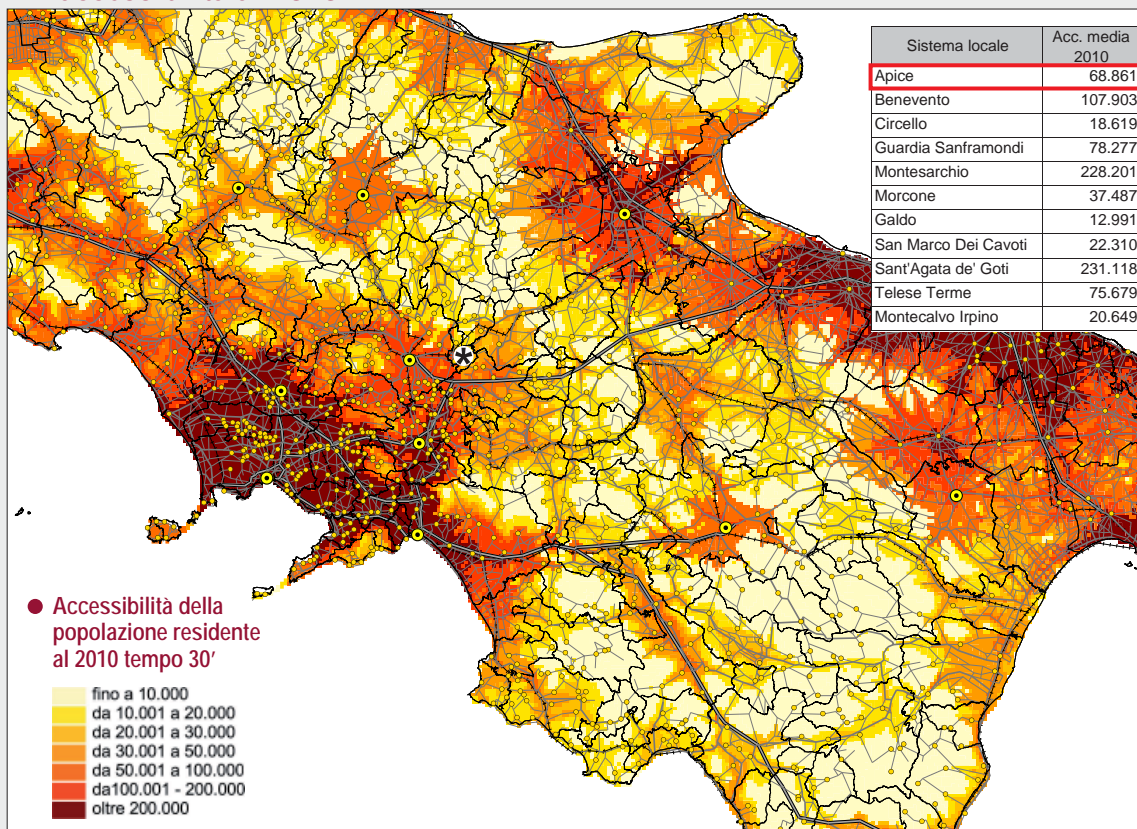 Sistema locale Acc. media 2010
Apice 68.861
Benevento 107.903
Circello 18.619
Guardia Sanframondi 78.277
Montesarchio 228.201
Morcone 37.487
Galdo 12.991
San Marco Dei Cavoti 22.310
Sant'Agata de' Goti 231.118
Telese Terme 75.679
Montecalvo Irpino 20.649
*
Accessibilità della
popolazione residente
al 2010 tempo 30'
fino a 10.000
da 10.001 a 20.000
da 20.001 a 30.000
da 30.001 a 50.000
da 50.001 a 100.000
da100.001 - 200.000
oltre 200.000